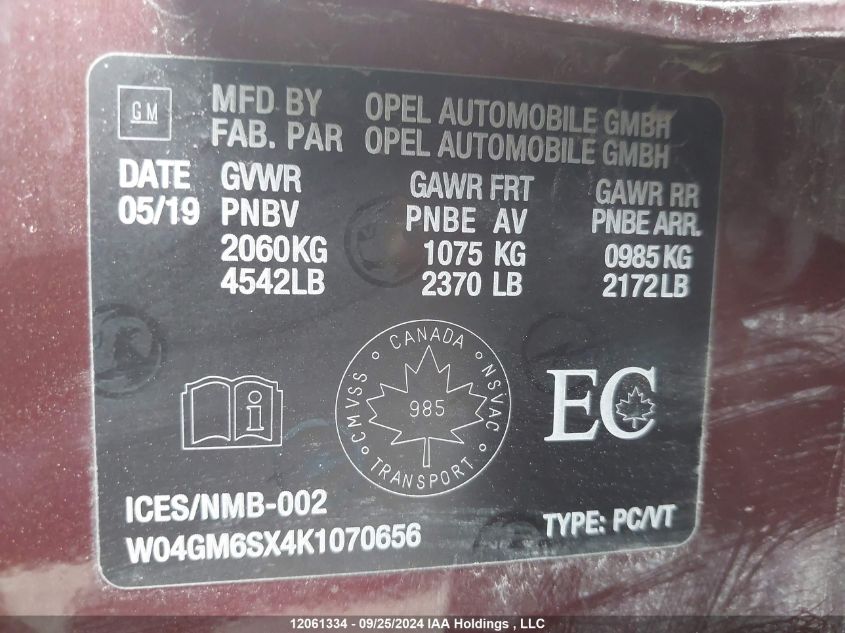 GM MFD BY OPEL AUTOMOBILE GMBH
FAB. PAR OPEL AUTOMOBILE GMBH
DATE GVWR GAWR FRT GAWR RR
05/19 PNBV PNBE AV PNBE ARR.
2060KG 1075 KG 0985KG
4542LB 2370 LB 2172LB
CANADA
CMVSS NSVAC
985
TRANSPORT
EC
ICES/NMB-002
TYPE: PC/VT
W04GM6SX4K1070656
12061334 - 09/25/2024 IAA Holdings , LLC